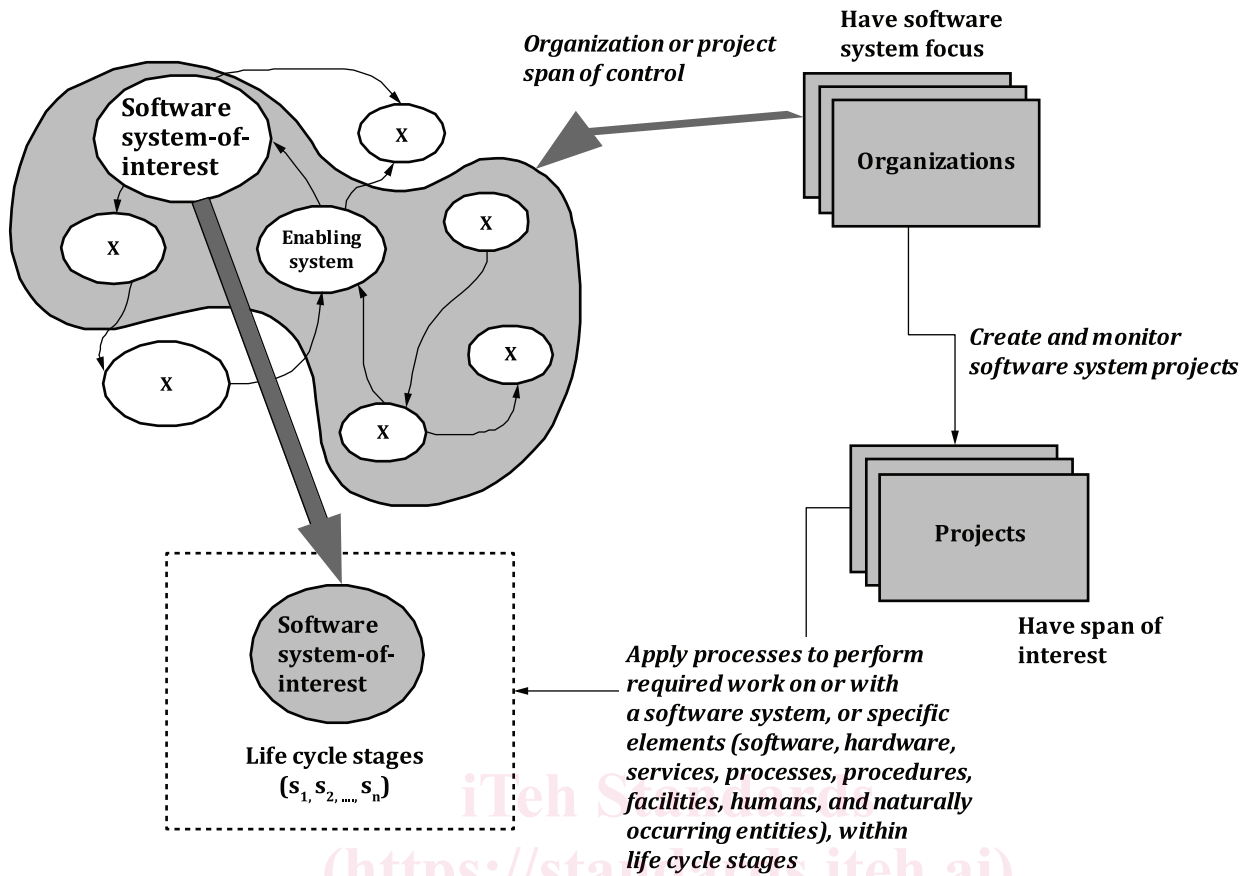 Have software
system focus
Organization or project
span of control
Software
system-of-
interest
X
Organizations
X
Enabling
system
X
X
X
X
Create and monitor
software system projects
Projects
Have span of
interest
Software
system-of-
interest
Life cycle stages
(s1, s2, ...., sn)
Apply processes to perform
required work on or with
a software system, or specific
elements (software, hardware,
services, processes, procedures,
facilities, humans, and naturally
occurring entities), within
life cycle stages
iTeh Standards
(https://standards.iteh.ai)